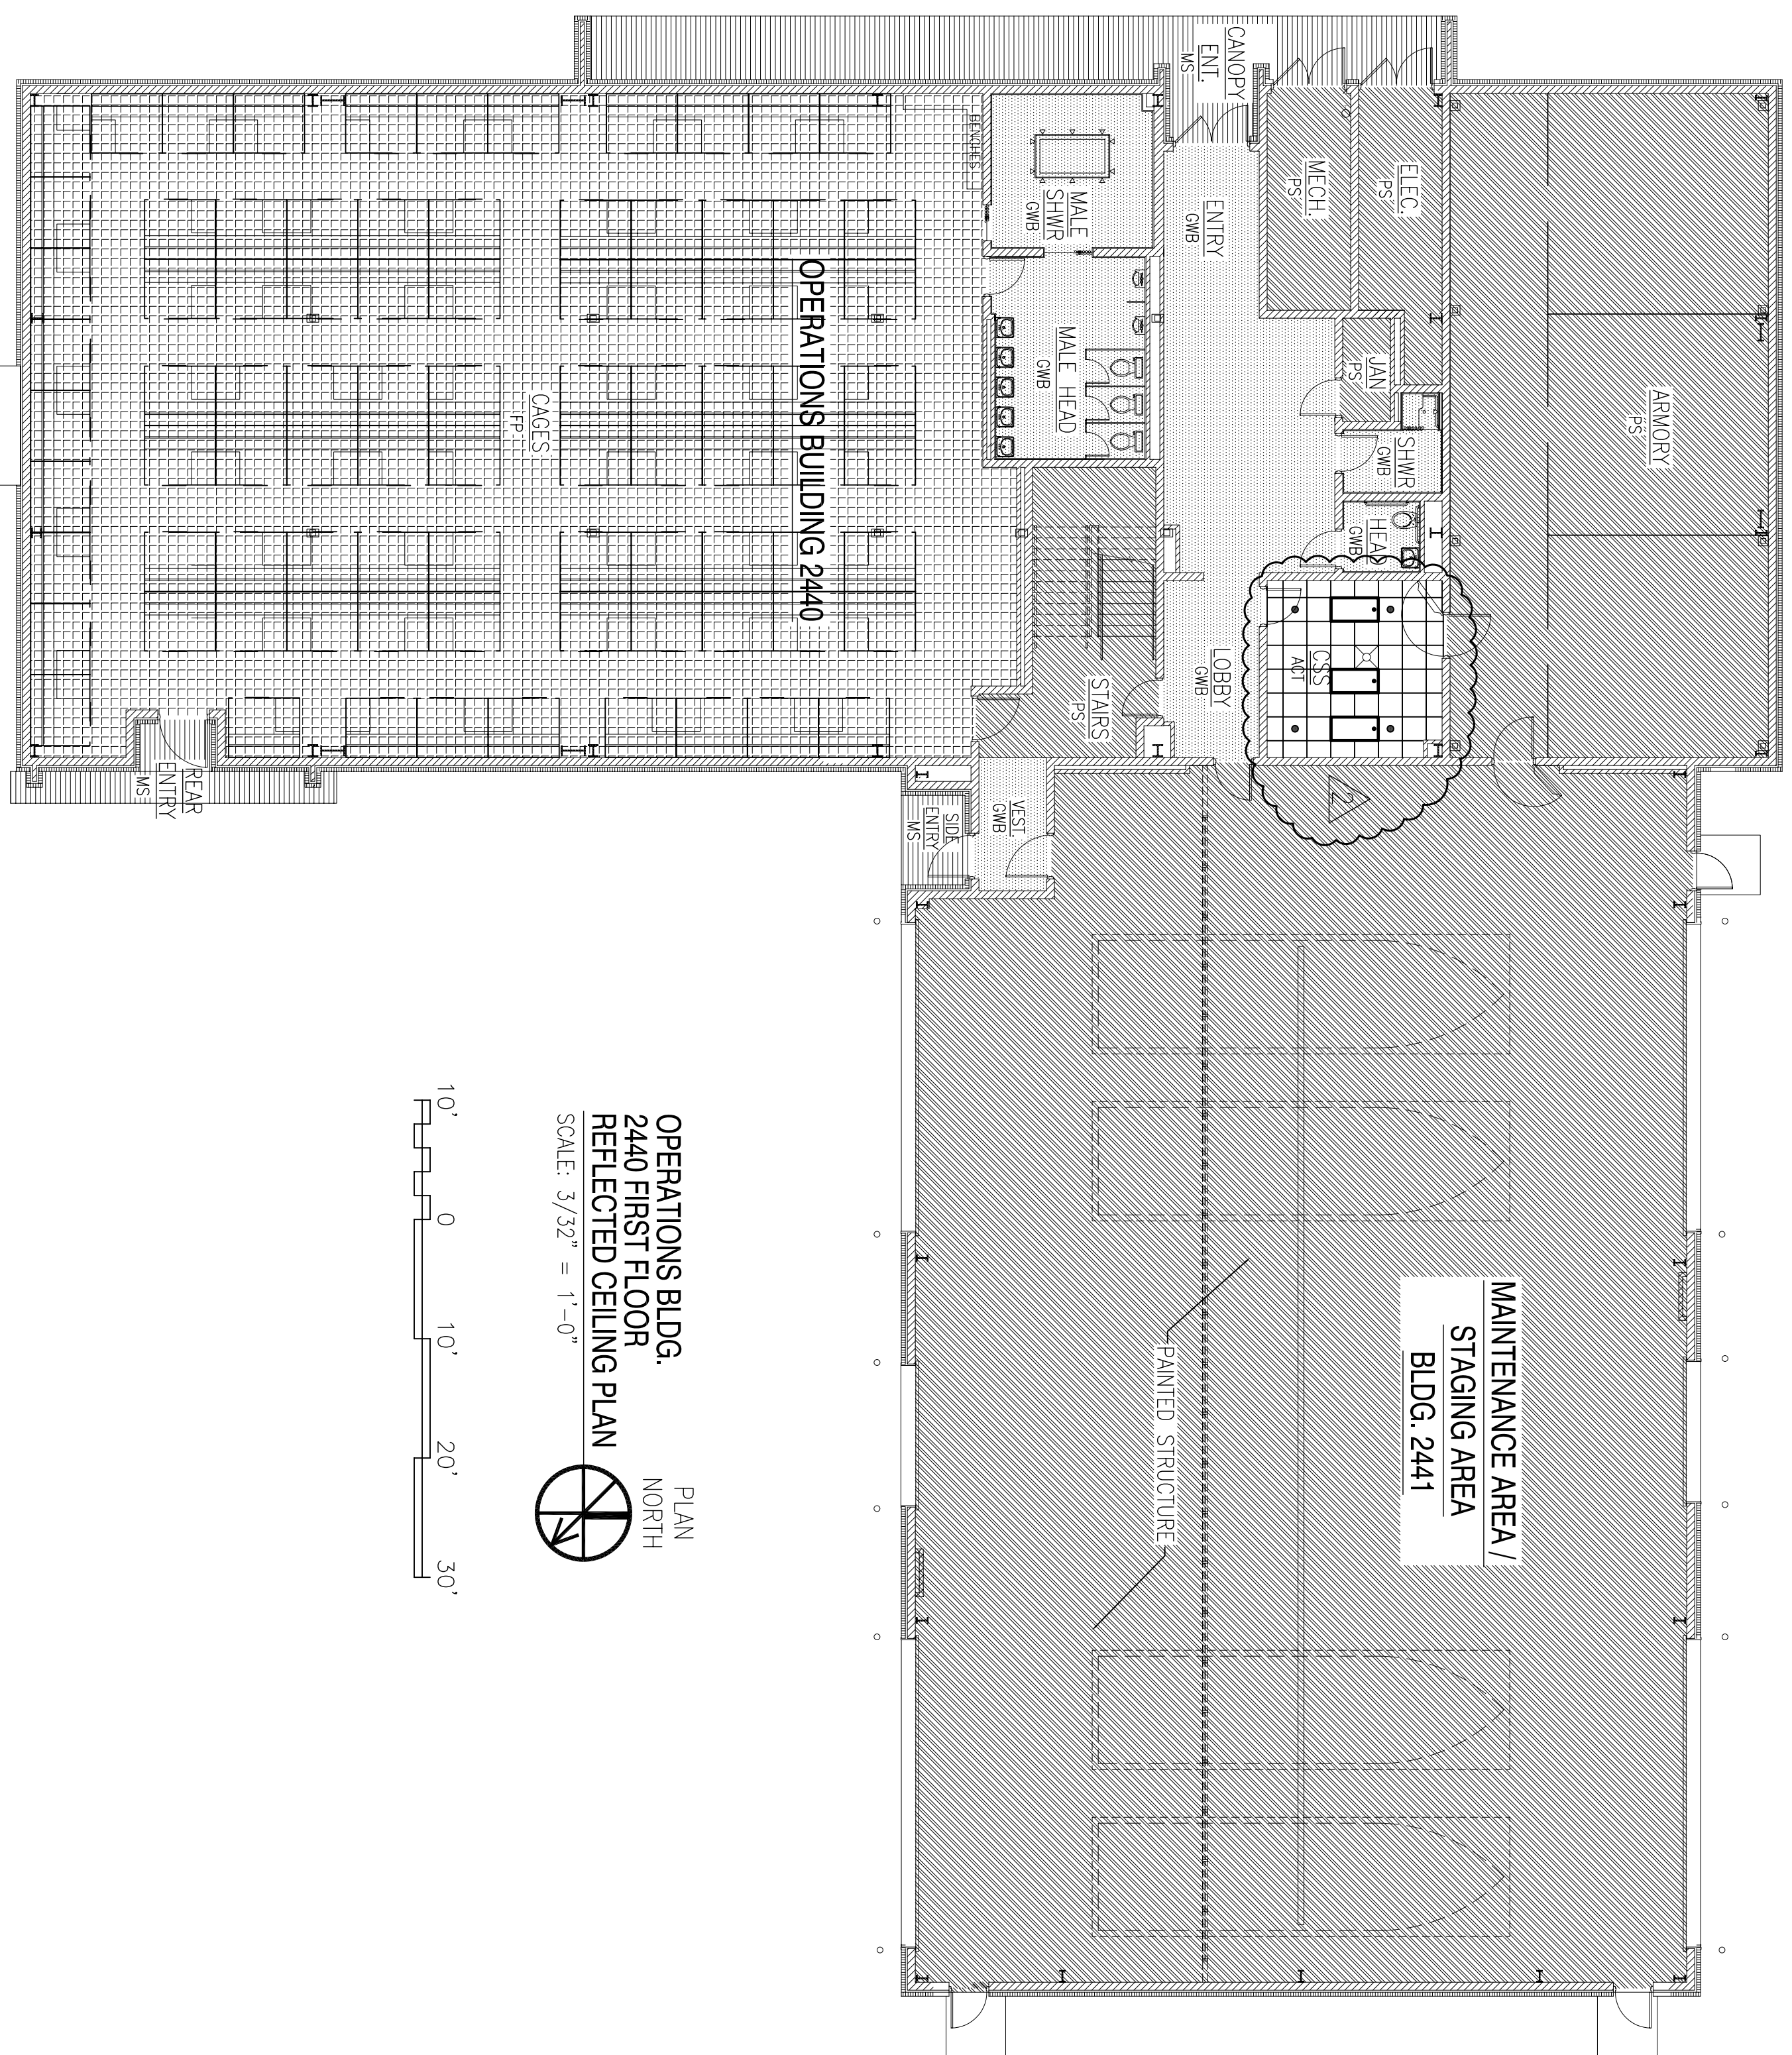 CANOPY
ENT.
MS
ENTRY
GWB
MECH.
PS
ELEC.
PS
ARMORY
PS
BENCHES
MALE
SHWR
GWB
MALE HEAD
GWB
JAN
PS
SHWR
GWB
HEAD
GWB
CSS
ACT
2
LOBBY
GWB
STAIRS
PS
CAGES
FP
OPERATIONS BUILDING 2440
REAR
ENTRY
MS
SIDE
ENTRY
MS
VEST.
GWB
MAINTENANCE AREA /
STAGING AREA
BLDG. 2441
PAINTED STRUCTURE
OPERATIONS BLDG.
2440 FIRST FLOOR
REFLECTED CEILING PLAN
SCALE: 3/32" = 1'-0"
PLAN
NORTH
10' 0 10' 20' 30'